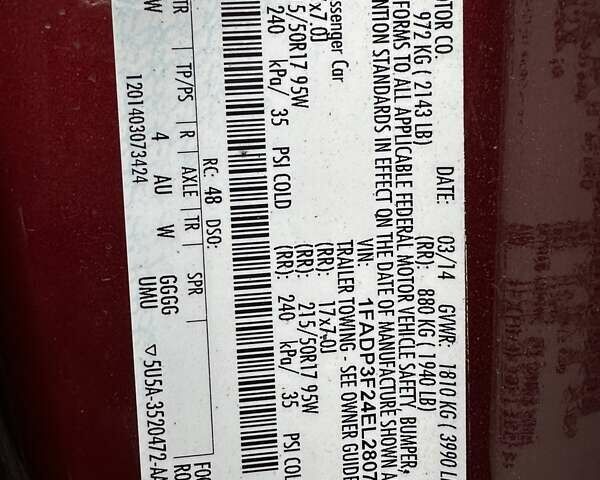 OTOR CO.
DATE: 03/14 GVWR: 1810 KG ( 3990 L
972 KG ( 2143 LB) (RR): 880 KG ( 1940 LB)
FORMS TO ALL APPLICABLE FEDERAL MOTOR VEHICLE SAFETY, BUMPER,
ENTION STANDARDS IN EFFECT ON THE DATE OF MANUFACTURE SHOWN A
VIN: 1FADP3F24EL2807
ssenger Car
TRAILER TOWING - SEE OWNER GUIDE
x7.0J (RR): 17x7.0J
5/50R17 95W (RR): 215/50R17 95W
240 kPa/ 35 PSI COLD (RR): 240 kPa/ 35 PSI COL
RC: 48 DSO:
FO
TR TP/PS R AXLE TR SPR
RO
4 AU W GGGG
UMU
1201403073424 ▽5U5A-3520472-AA